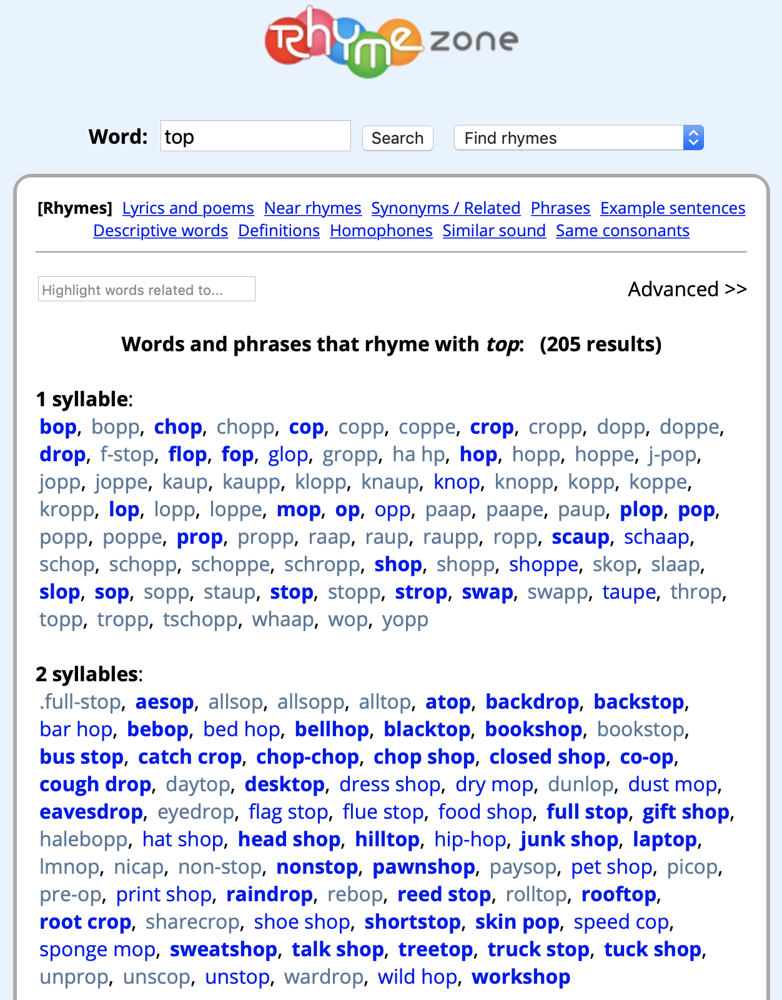 Rhyme zone
Word: top Search Find rhymes
[Rhymes] Lyrics and poems Near rhymes Synonyms / Related Phrases Example sentences
Descriptive words Definitions Homophones Similar sound Same consonants
Highlight words related to... Advanced >>
Words and phrases that rhyme with top: (205 results)
1 syllable:
bop, bopp, chop, chopp, cop, copp, coppe, crop, cropp, dopp, doppe,
drop, f-stop, flop, fop, glop, gropp, ha hp, hop, hopp, hoppe, j-pop,
jopp, joppe, kaup, kaupp, klopp, knaup, knop, knopp, kopp, koppe,
kropp, lop, lopp, loppe, mop, op, opp, paap, paape, paup, plop, pop,
popp, poppe, prop, propp, raap, raup, raupp, ropp, scaup, schaap,
schop, schopp, schoppe, schropp, shop, shopp, shoppe, skop, slaap,
slop, sop, sopp, staup, stop, stopp, strop, swap, swapp, taupe, throp,
topp, tropp, tschopp, whaap, wop, yopp
2 syllables:
.full-stop, aesop, allsop, allsopp, alltop, atop, backdrop, backstop,
bar hop, bebop, bed hop, bellhop, blacktop, bookshop, bookstop,
bus stop, catch crop, chop-chop, chop shop, closed shop, co-op,
cough drop, daytop, desktop, dress shop, dry mop, dunlop, dust mop,
eavesdrop, eyedrop, flag stop, flue stop, food shop, full stop, gift shop,
halebopp, hat shop, head shop, hilltop, hip-hop, junk shop, laptop,
lmnop, nicap, non-stop, nonstop, pawnshop, paysop, pet shop, picop,
pre-op, print shop, raindrop, rebop, reed stop, rolltop, rooftop,
root crop, sharecrop, shoe shop, shortstop, skin pop, speed cop,
sponge mop, sweatshop, talk shop, treetop, truck stop, tuck shop,
unprop, unscop, unstop, wardrop, wild hop, workshop